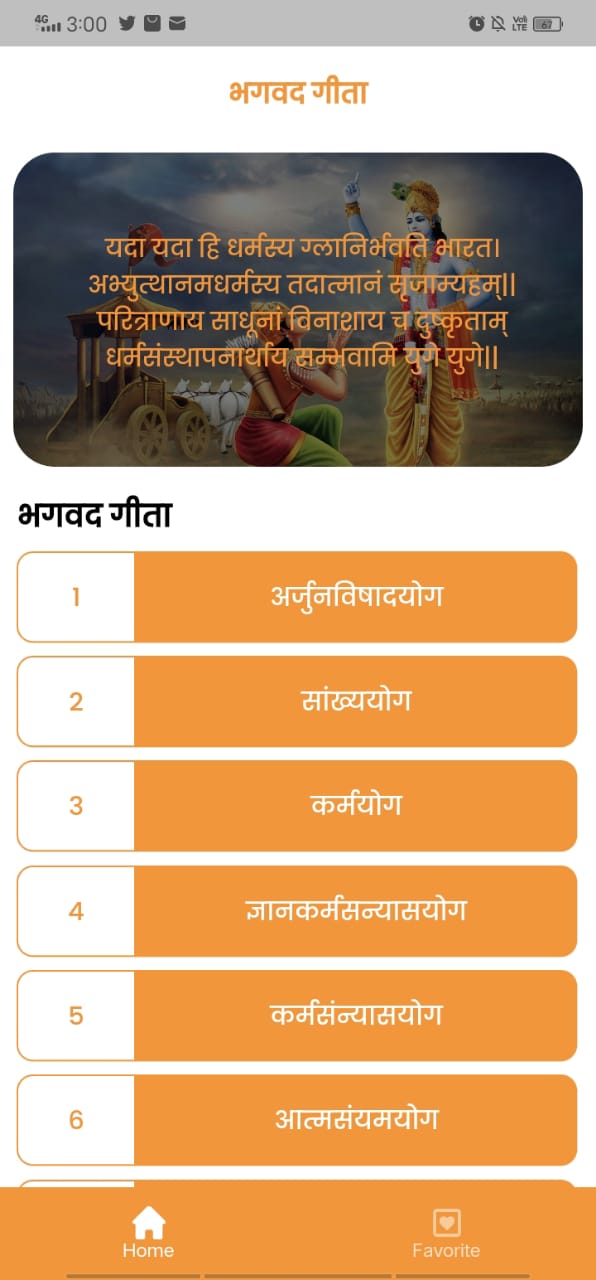 4G 3:00 Voll LTE 67
भगवद गीता
यदा यदा हि धर्मस्य ग्लानिर्भवति भारत।
अभ्युत्थानमधर्मस्य तदात्मानं सृजाम्यहम्||
परित्राणाय साधूनां विनाशाय च दुष्कृताम्
धर्मसंस्थापनार्थाय सम्भवामि युगे युगे||
भगवद गीता
1 अर्जुनविषादयोग
2 सांख्ययोग
3 कर्मयोग
4 ज्ञानकर्मसन्यासयोग
5 कर्मसंन्यासयोग
6 आत्मसंयमयोग
Home Favorite